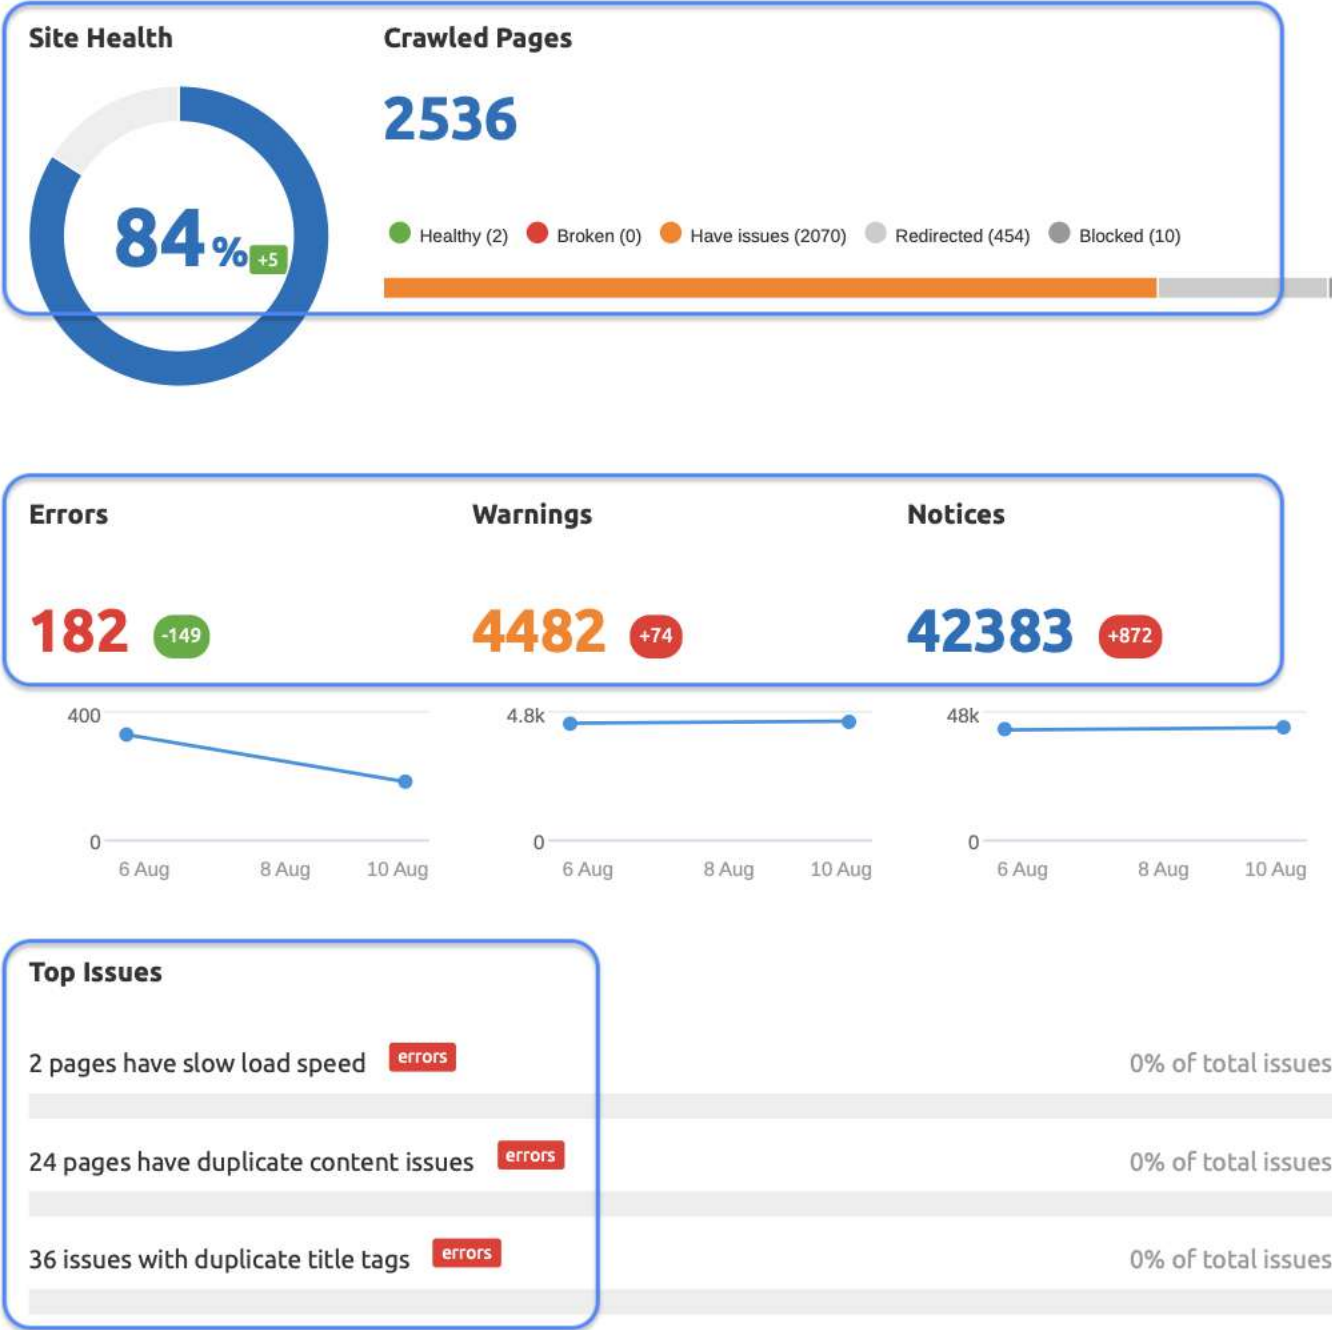 Site Health
Crawled Pages
2536
84%
+5
Healthy (2) Broken (0) Have issues (2070) Redirected (454) Blocked (10)
Errors Warnings Notices
182 -149 4482 +74 42383 +872
400 4.8k 48k
0 0 0
6 Aug 8 Aug 10 Aug 6 Aug 8 Aug 10 Aug 6 Aug 8 Aug 10 Aug
Top Issues
2 pages have slow load speed errors 0% of total issues
24 pages have duplicate content issues errors 0% of total issues
36 issues with duplicate title tags errors 0% of total issues